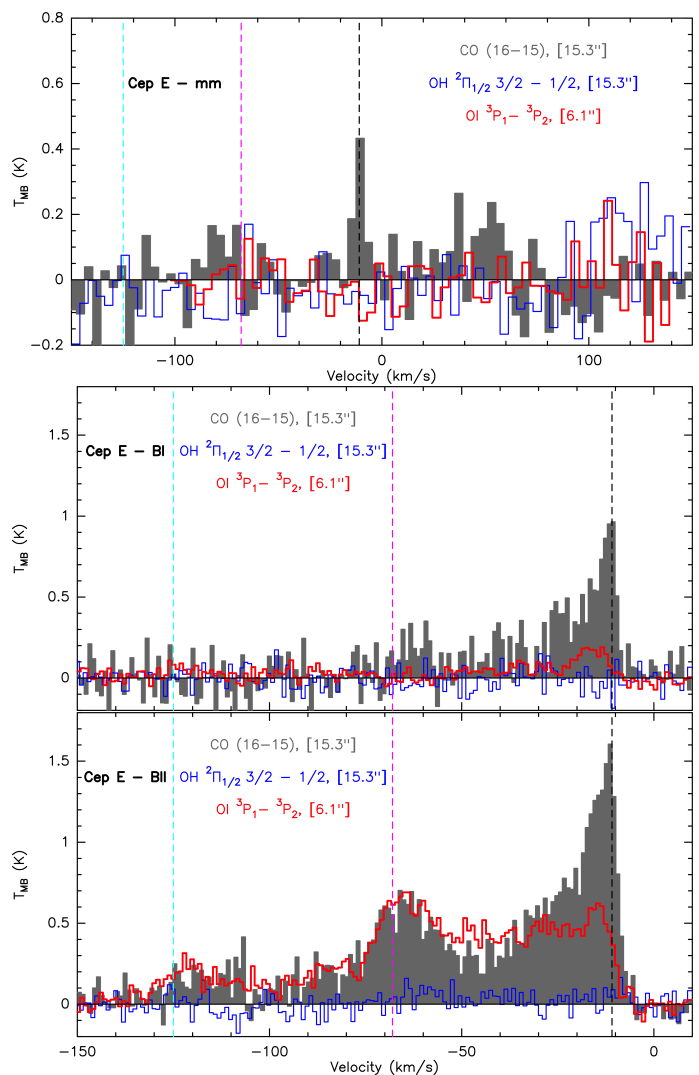 0.8
0.6
0.4
0.2
0
−0.2
T_MB (K)
Cep E − mm
CO (16−15), [15.3"]
OH ²Π₁/₂ 3/2 − 1/2, [15.3"]
OI ³P₁− ³P₂, [6.1"]
−100 0 100
Velocity (km/s)
1.5
1
0.5
0
T_MB (K)
CO (16−15), [15.3"]
Cep E − BI OH ²Π₁/₂ 3/2 − 1/2, [15.3"]
OI ³P₁− ³P₂, [6.1"]
1.5
1
0.5
0
T_MB (K)
CO (16−15), [15.3"]
Cep E − BII OH ²Π₁/₂ 3/2 − 1/2, [15.3"]
OI ³P₁− ³P₂, [6.1"]
−150 −100 −50 0
Velocity (km/s)